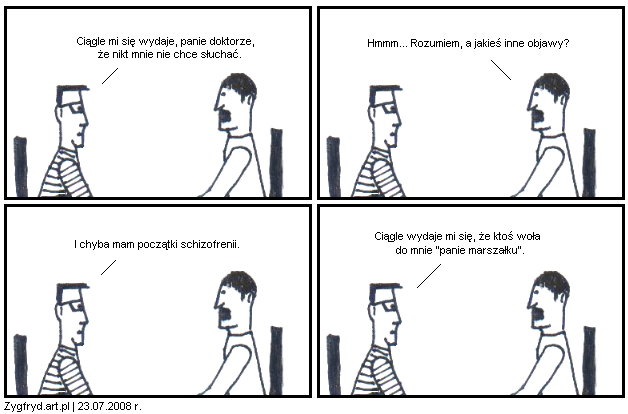 Ciągle mi się wydaje, panie doktorze,
że nikt mnie nie chce słuchać.
Hmmm... Rozumiem, a jakieś inne objawy?
I chyba mam początki schizofrenii.
Ciągle wydaje mi się, że ktoś woła
do mnie "panie marszałku".
Zygfryd.art.pl | 23.07.2008 r.